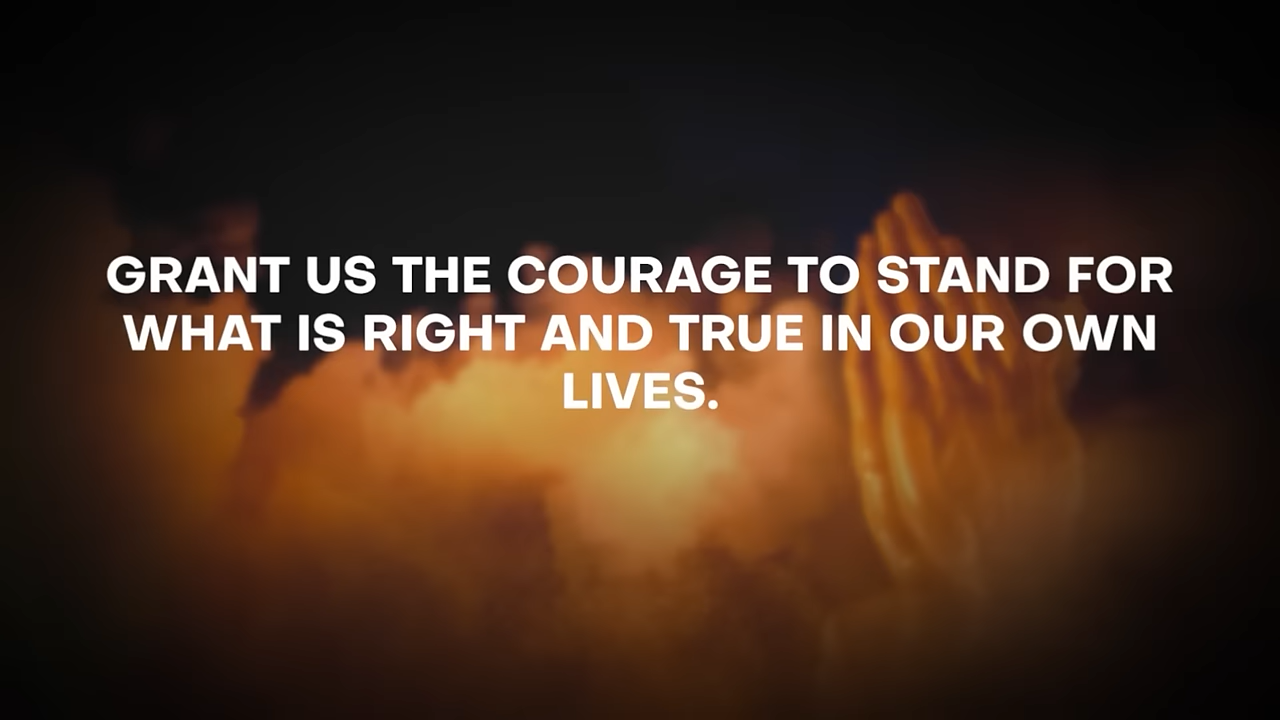 GRANT US THE COURAGE TO STAND FOR
WHAT IS RIGHT AND TRUE IN OUR OWN
LIVES.